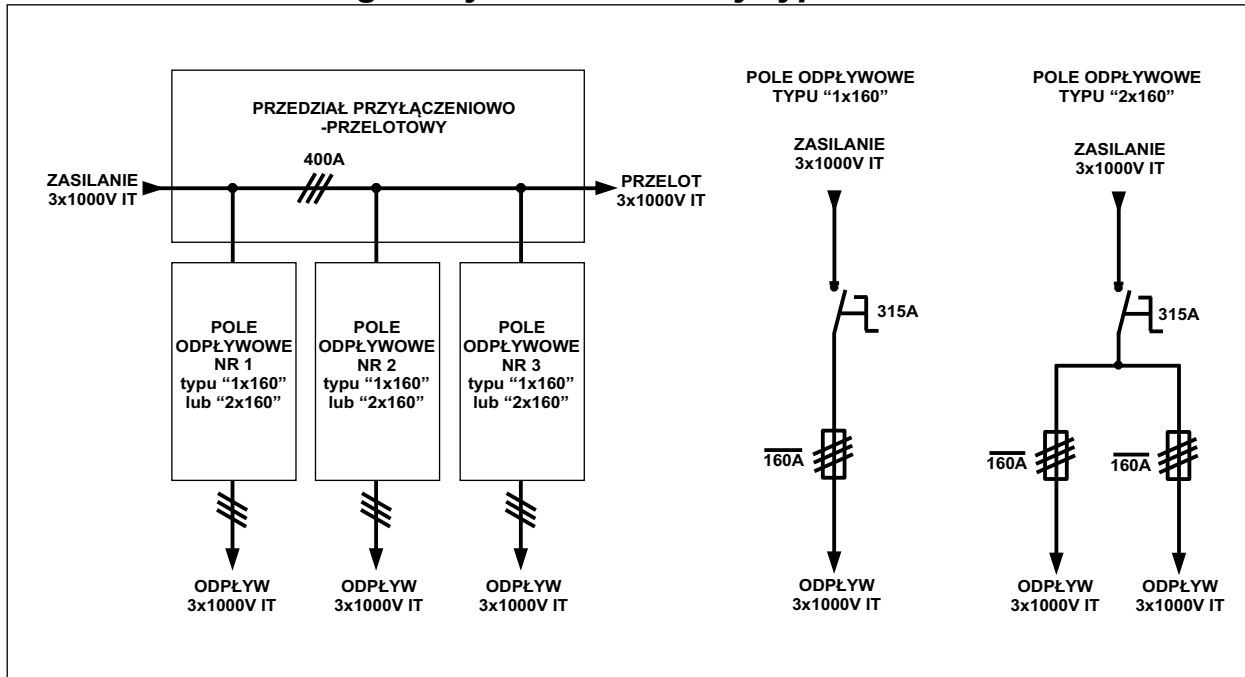 PRZEDZIAŁ PRZYŁĄCZENIOWO
-PRZELOTOWY
400A
ZASILANIE
3x1000V IT
PRZELOT
3x1000V IT
POLE
ODPŁYWOWE
NR 1
typu “1x160”
lub “2x160”
POLE
ODPŁYWOWE
NR 2
typu “1x160”
lub “2x160”
POLE
ODPŁYWOWE
NR 3
typu “1x160”
lub “2x160”
ODPŁYW
3x1000V IT
ODPŁYW
3x1000V IT
ODPŁYW
3x1000V IT
POLE ODPŁYWOWE
TYPU “1x160”
ZASILANIE
3x1000V IT
315A
160A
ODPŁYW
3x1000V IT
POLE ODPŁYWOWE
TYPU “2x160”
ZASILANIE
3x1000V IT
315A
160A
160A
ODPŁYW
3x1000V IT
ODPŁYW
3x1000V IT